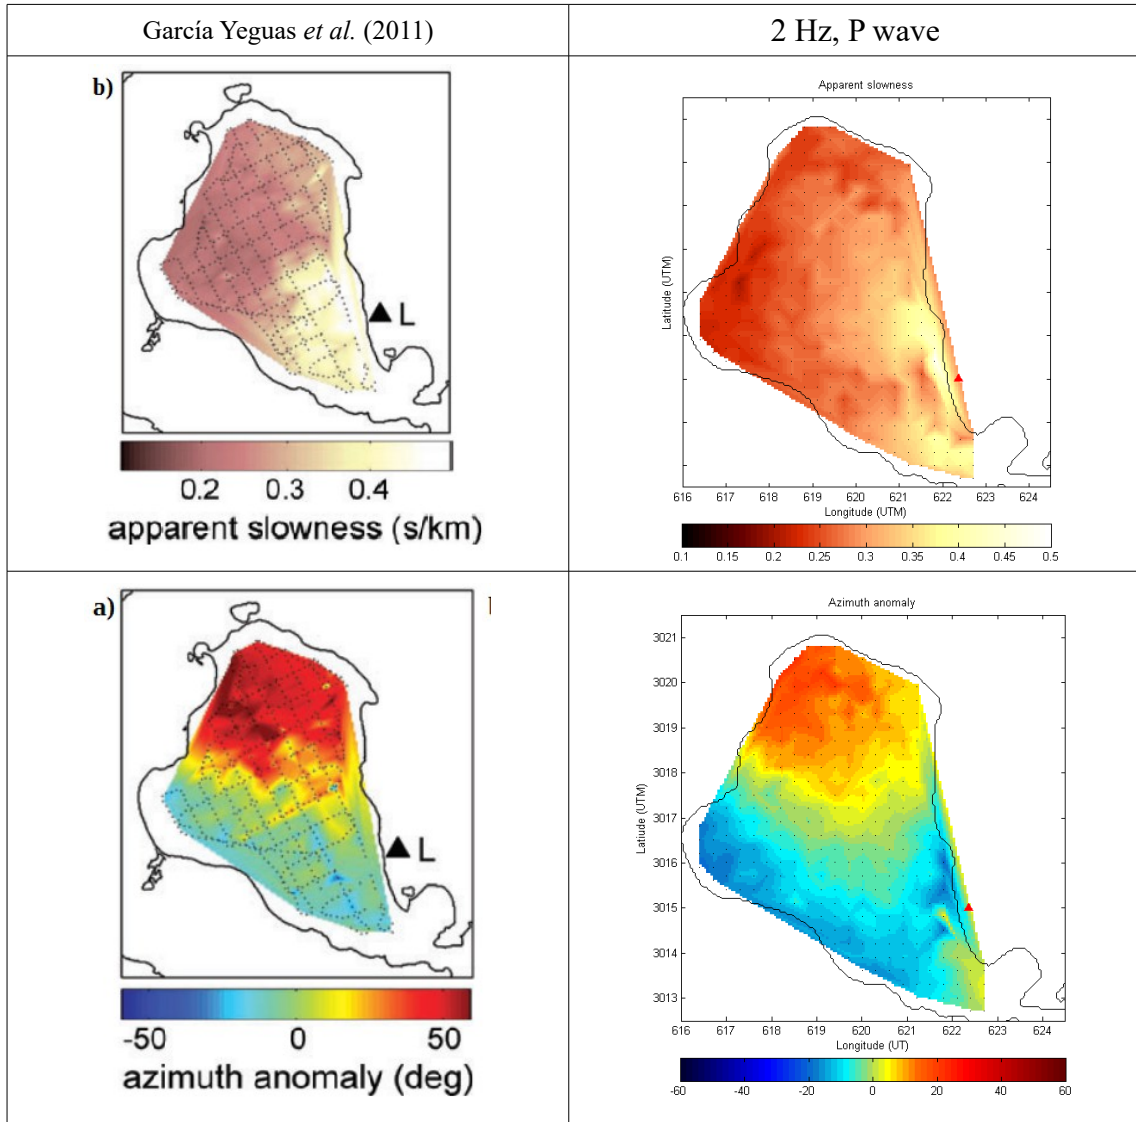 García Yeguas et al. (2011)
2 Hz, P wave
b)
L
0.2 0.3 0.4
apparent slowness (s/km)
Apparent slowness
Latitude (UTM)
616 617 618 619 620 621 622 623 624
Longitude (UTM)
0.1 0.15 0.2 0.25 0.3 0.35 0.4 0.45 0.5
a)
L
-50 0 50
azimuth anomaly (deg)
Azimuth anomaly
3021
3020
3019
3018
3017
3016
3015
3014
3013
Latiude (UTM)
616 617 618 619 620 621 622 623 624
Longitude (UT)
-60 -40 -20 0 20 40 60